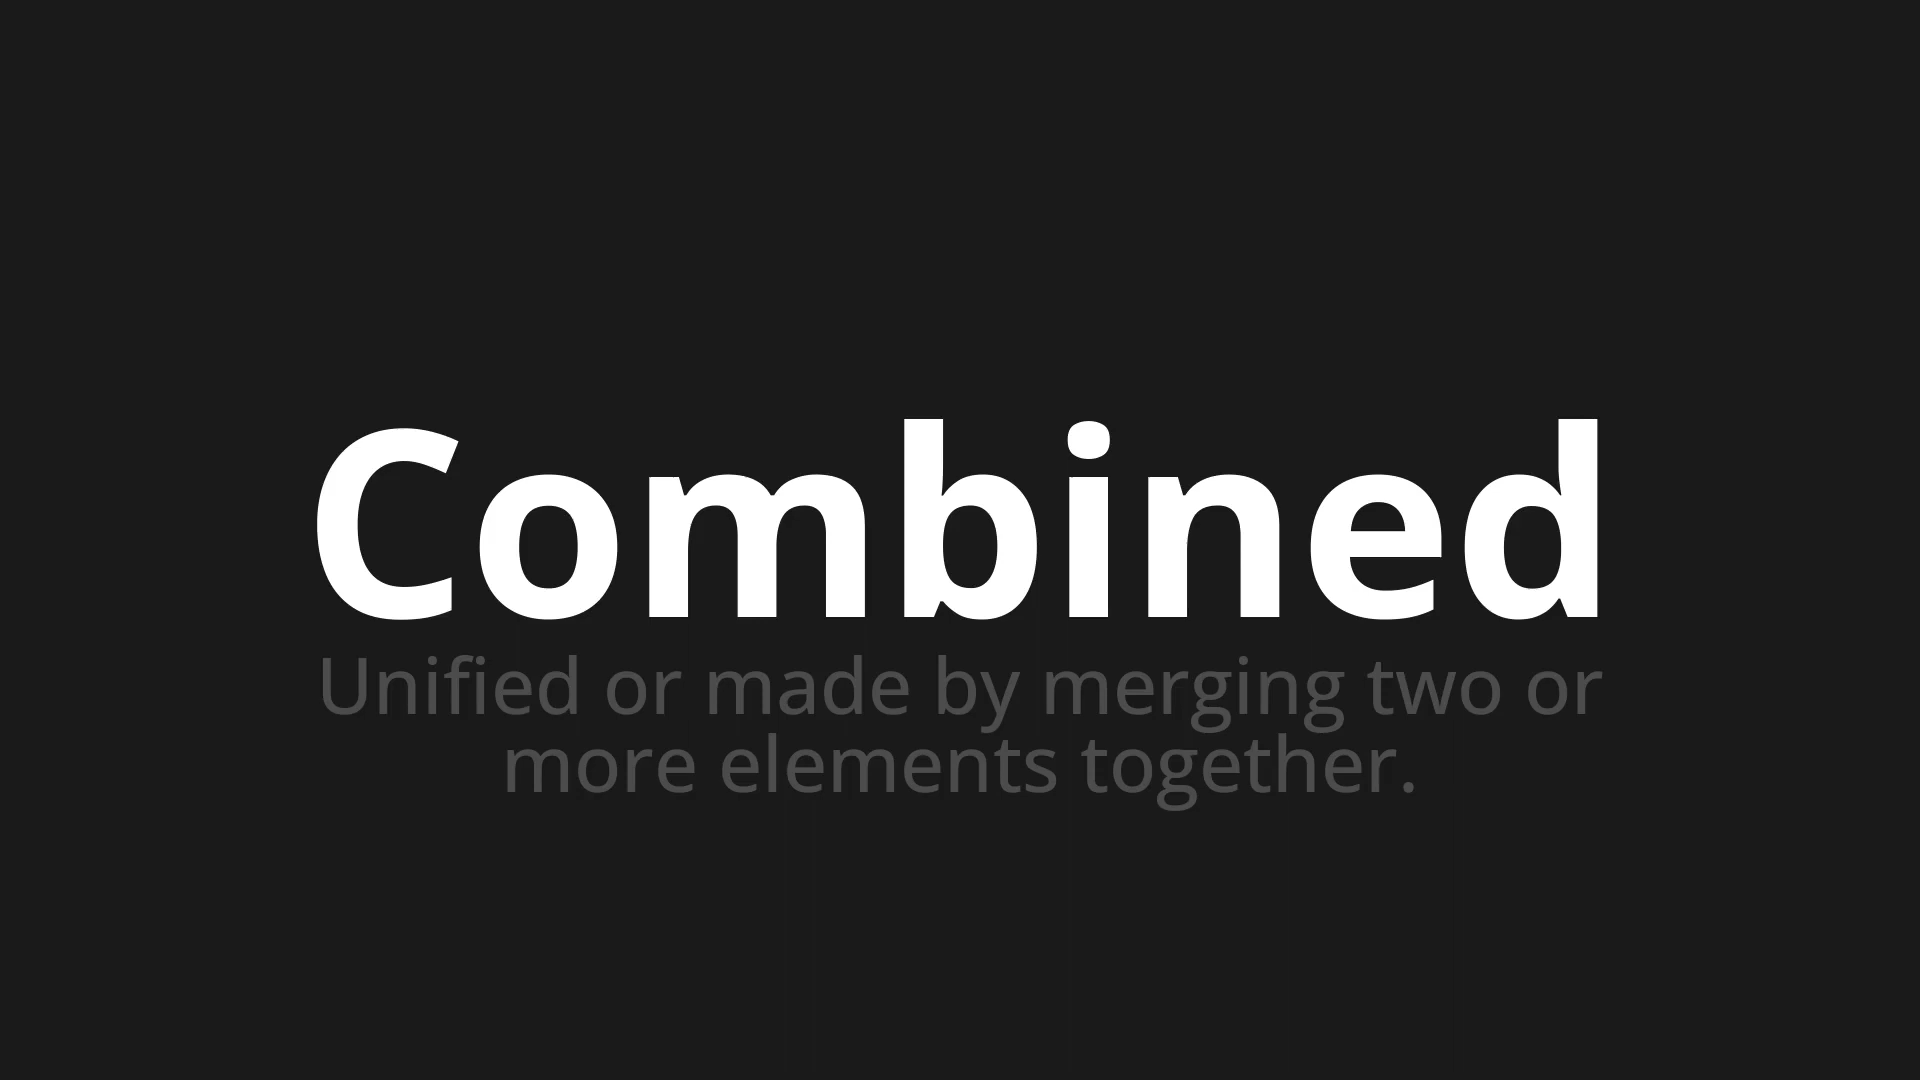 Combined
Unified or made by merging two or
more elements together.